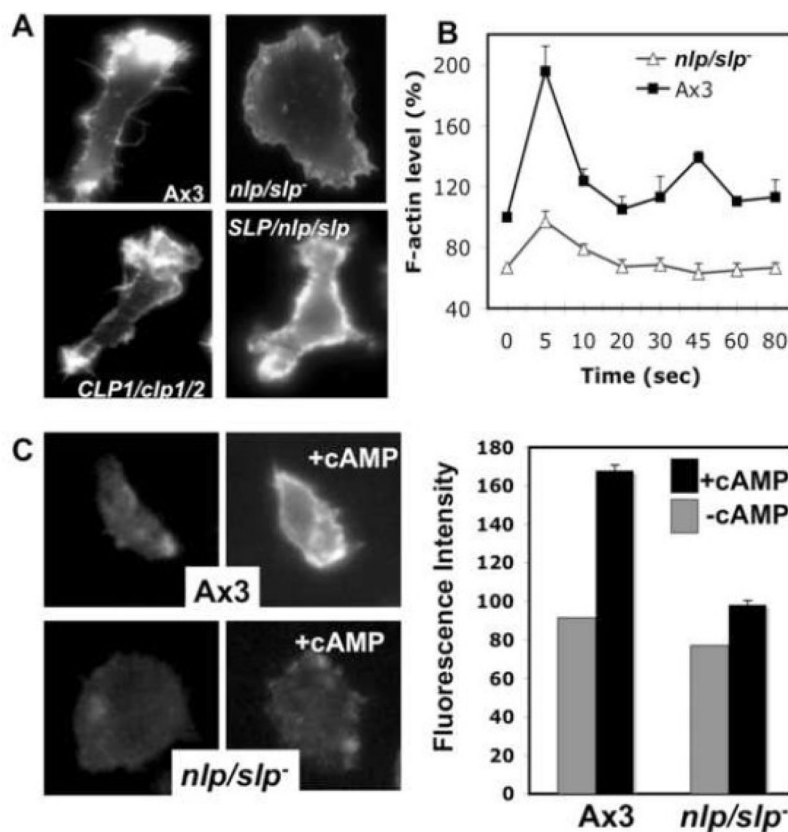 A
Ax3
nlp/slp-
CLP1/clp1/2
SLP/nlp/slp
B
nlp/slp-
Ax3
F-actin level (%)
200
160
120
80
40
0 5 10 20 30 45 60 80
Time (sec)
C
+cAMP
Ax3
+cAMP
nlp/slp-
Fluorescence Intensity
180
160
140
120
100
80
60
40
20
0
+cAMP
-cAMP
Ax3 nlp/slp-